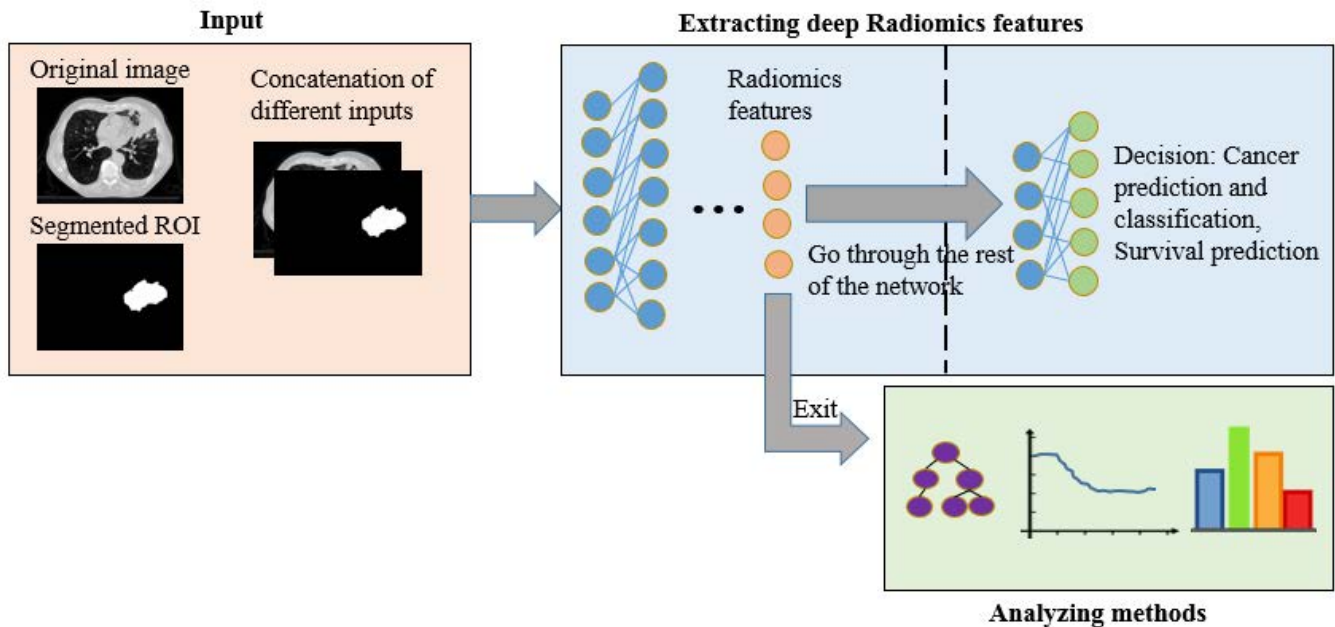 Input
Original image
Concatenation of
different inputs
Segmented ROI
Extracting deep Radiomics features
Radiomics
features
Go through the rest
of the network
Decision: Cancer
prediction and
classification,
Survival prediction
Exit
Analyzing methods